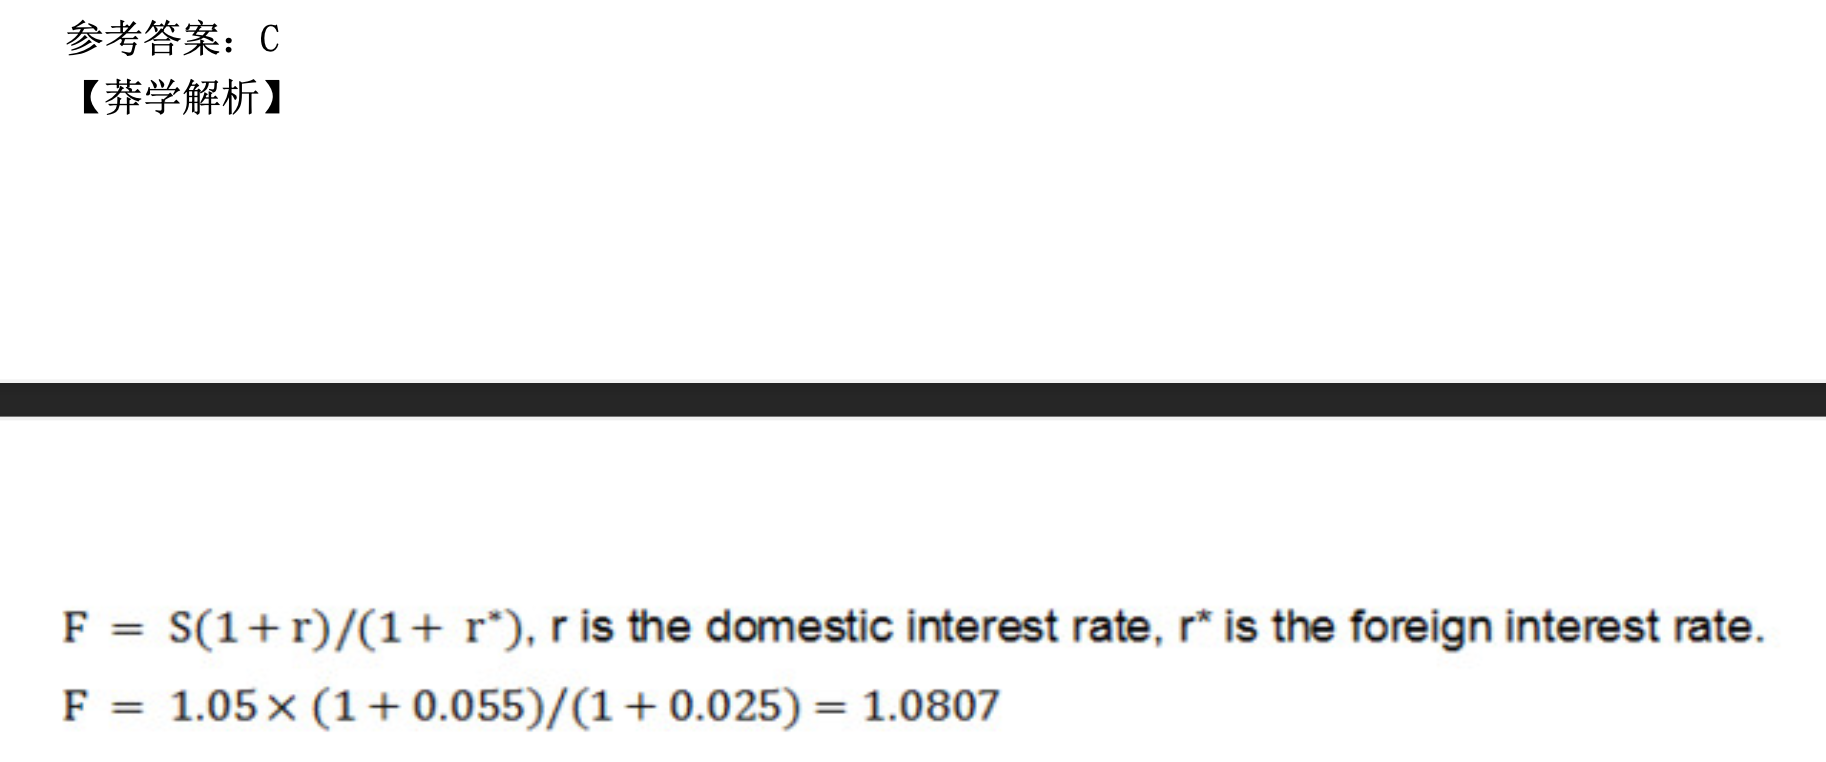 参考答案：C
【莽学解析】
F = S(1+r)/(1+ r*), r is the domestic interest rate, r* is the foreign interest rate.
F = 1.05×(1+0.055)/(1+0.025)=1.0807